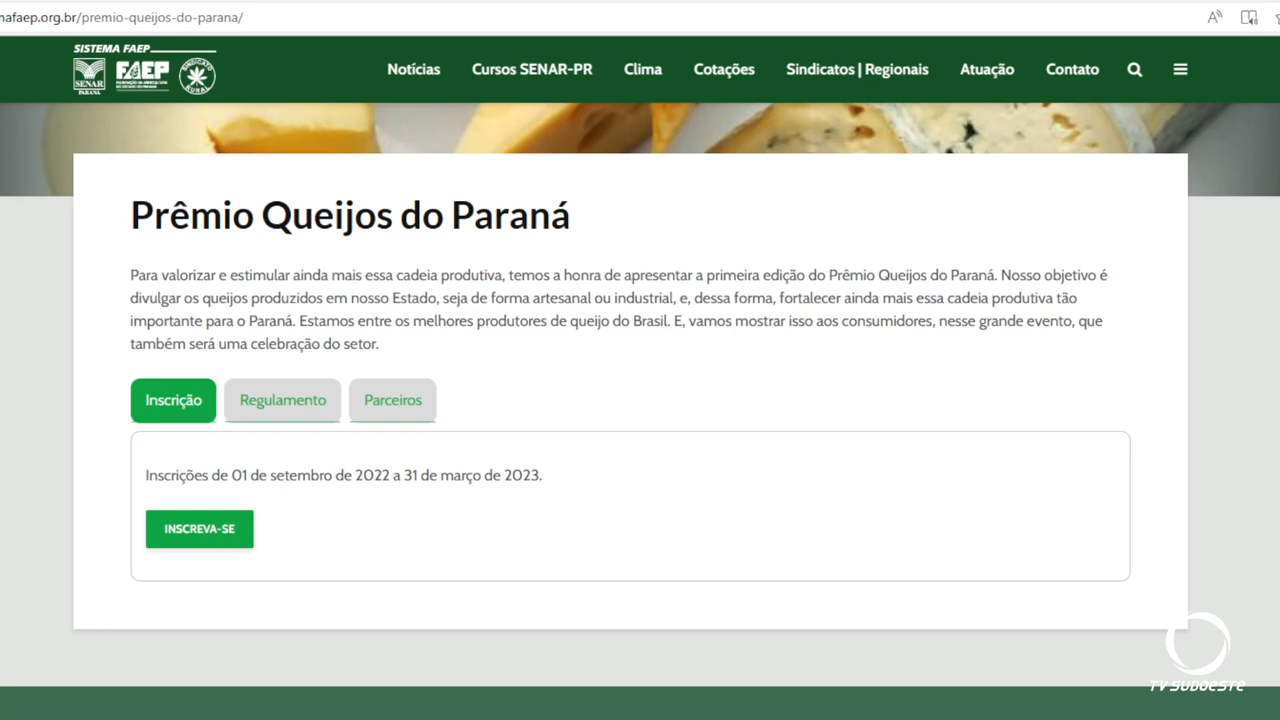 mafaep.org.br/premio-queijos-do-parana/
SISTEMA FAEP
SENAR
PARANÁ
FAEP
SINDICATO
RURAL
Notícias
Cursos SENAR-PR
Clima
Cotações
Sindicatos | Regionais
Atuação
Contato
Prêmio Queijos do Paraná
Para valorizar e estimular ainda mais essa cadeia produtiva, temos a honra de apresentar a primeira edição do Prêmio Queijos do Paraná. Nosso objetivo é
divulgar os queijos produzidos em nosso Estado, seja de forma artesanal ou industrial, e, dessa forma, fortalecer ainda mais essa cadeia produtiva tão
importante para o Paraná. Estamos entre os melhores produtores de queijo do Brasil. E, vamos mostrar isso aos consumidores, nesse grande evento, que
também será uma celebração do setor.
Inscrição
Regulamento
Parceiros
Inscrições de 01 de setembro de 2022 a 31 de março de 2023.
INSCREVA-SE
TV SUDOESTE